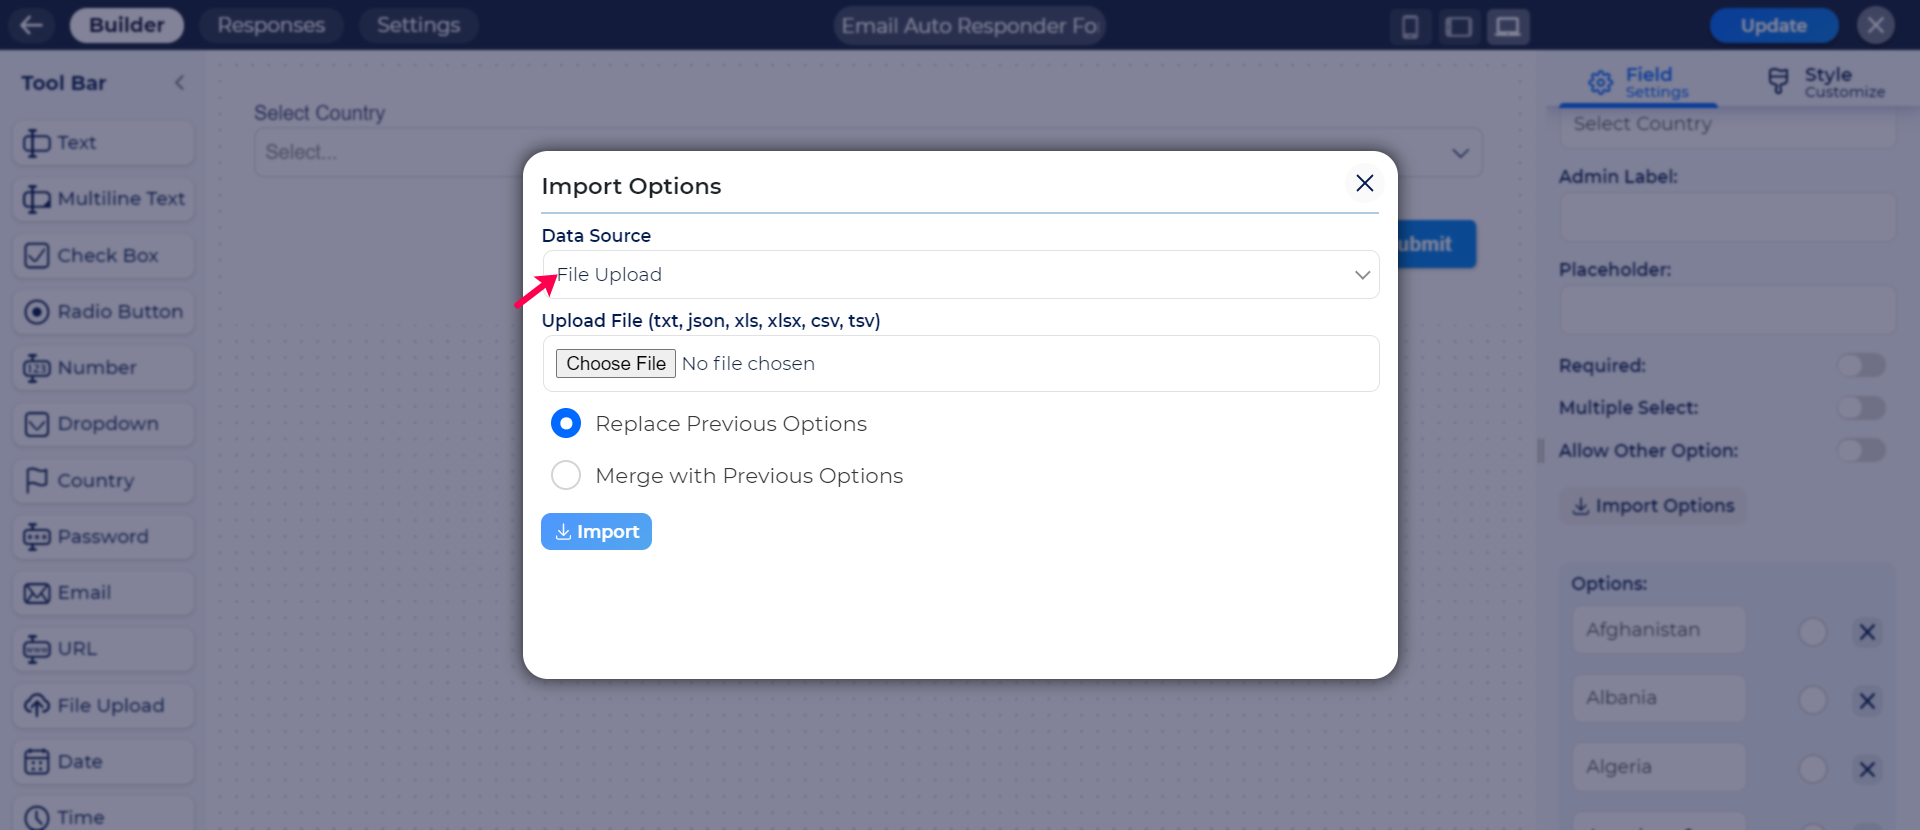 Builder
Responses
Settings
Email Auto Responder Fo
Update
Tool Bar
Text
Multiline Text
Check Box
Radio Button
Number
Dropdown
Country
Password
Email
URL
File Upload
Date
Time
Select Country
Select...
ubmit
Import Options
Data Source
File Upload
Upload File (txt, json, xls, xlsx, csv, tsv)
Choose File No file chosen
Replace Previous Options
Merge with Previous Options
Import
Field
Settings
Style
Customize
Select Country
Admin Label:
Placeholder:
Required:
Multiple Select:
Allow Other Option:
Import Options
Options:
Afghanistan
Albania
Algeria